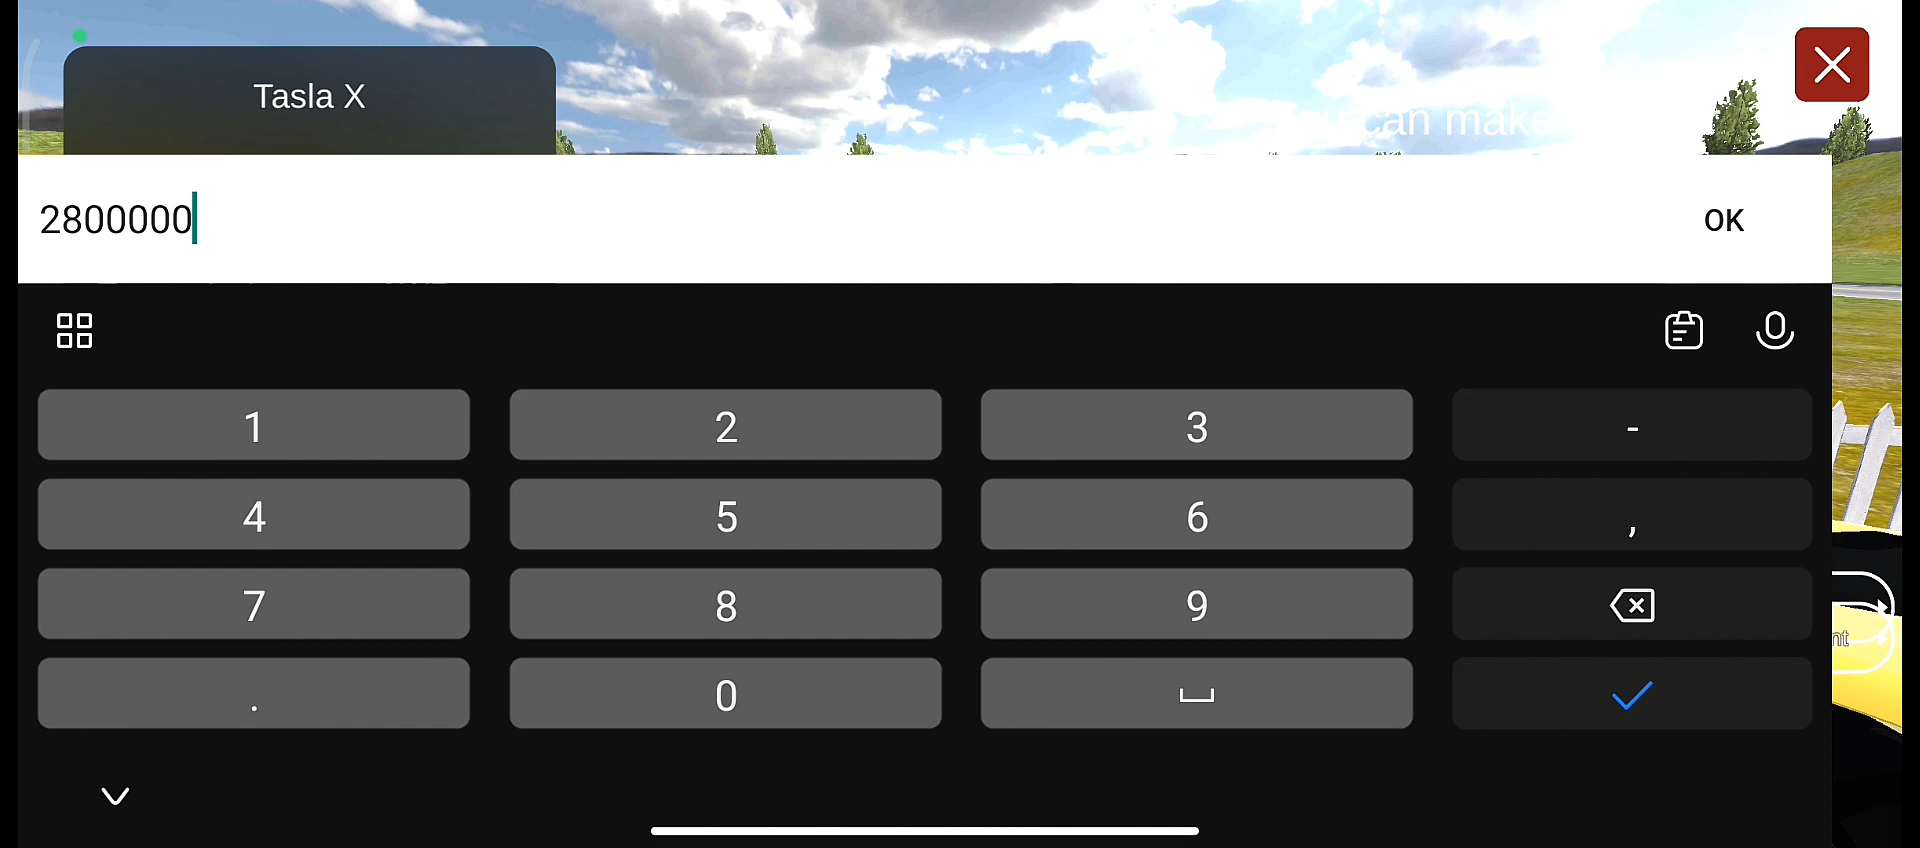 Tasla X
can make
2800000
OK
1 2 3 -
4 5 6 ,
7 8 9
. 0